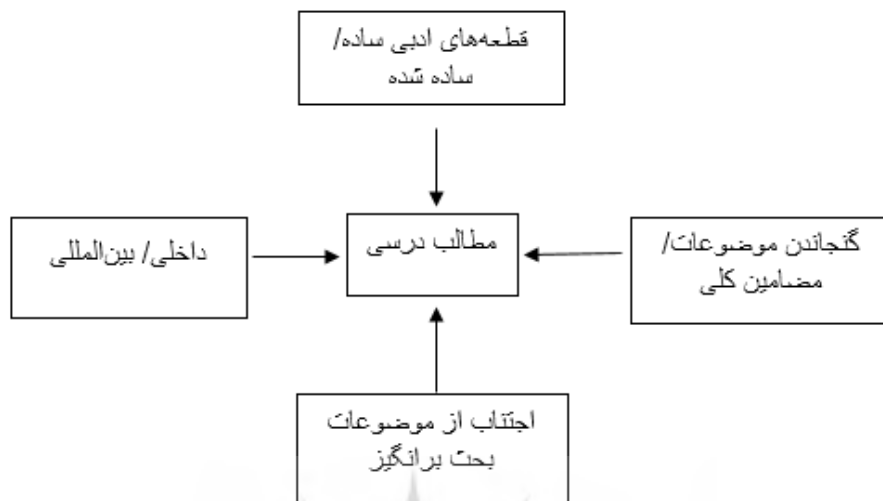 قطعه‌های ادبی ساده/
ساده شده
گنجاندن موضوعات/
مضامین کلی
مطالب درسی
داخلی/ بین‌المللی
اجتناب از موضوعات
بحث برانگیز